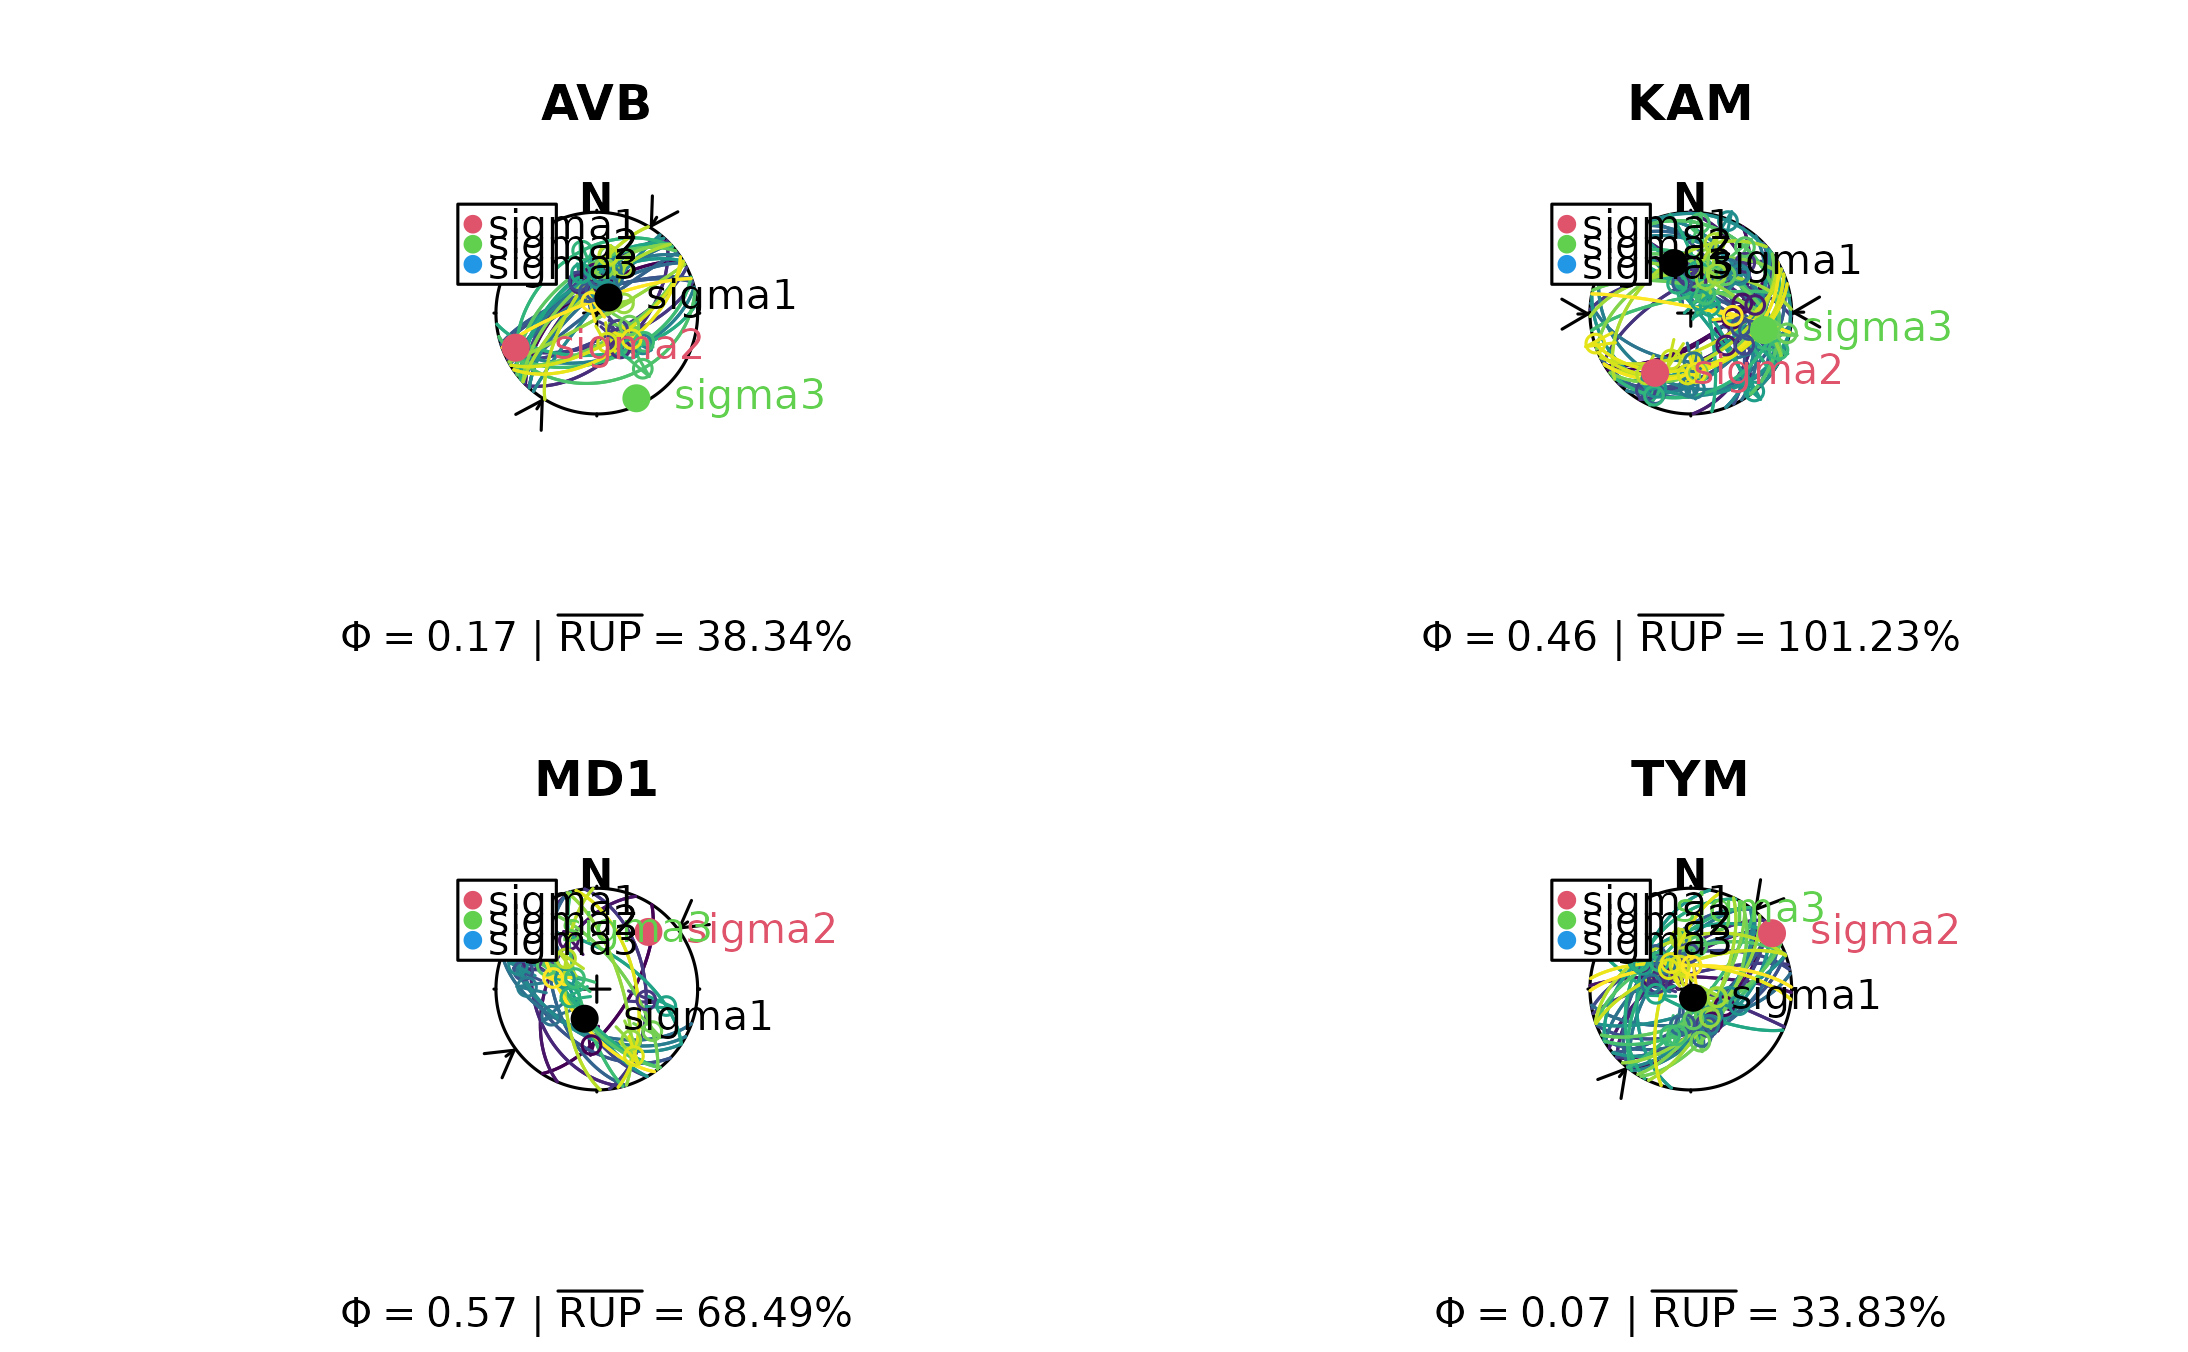 AVB
N
sigma1
sigma2
sigma3
sigma1
sigma2
sigma3
Φ = 0.17 | RUP = 38.34%
KAM
N
sigma1
sigma2
sigma3
sigma1
sigma3
sigma2
Φ = 0.46 | RUP = 101.23%
MD1
N
sigma1
sigma2
sigma3
sigma3
sigma2
sigma1
Φ = 0.57 | RUP = 68.49%
TYM
N
sigma1
sigma2
sigma3
sigma3
sigma2
sigma1
Φ = 0.07 | RUP = 33.83%